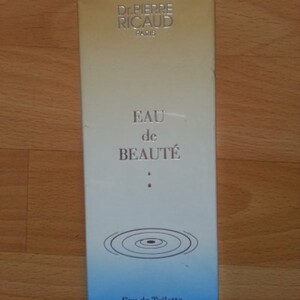 Dr PIERRE
RICAUD
PARIS
EAU
de
BEAUTÉ
Eau de Toilette